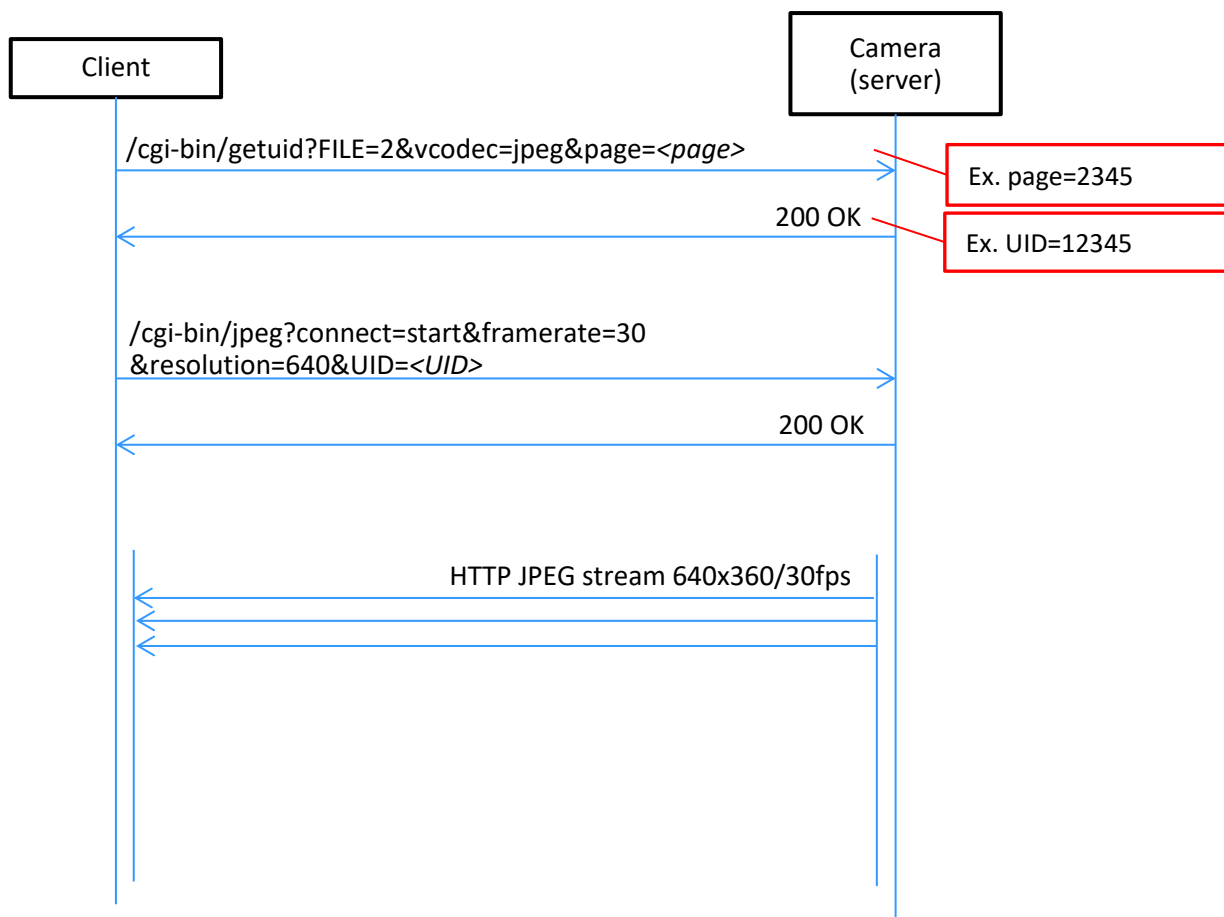 Client
Camera
(server)
/cgi-bin/getuid?FILE=2&vcodec=jpeg&page=<page>
Ex. page=2345
200 OK
Ex. UID=12345
/cgi-bin/jpeg?connect=start&framerate=30
&resolution=640&UID=<UID>
200 OK
HTTP JPEG stream 640x360/30fps